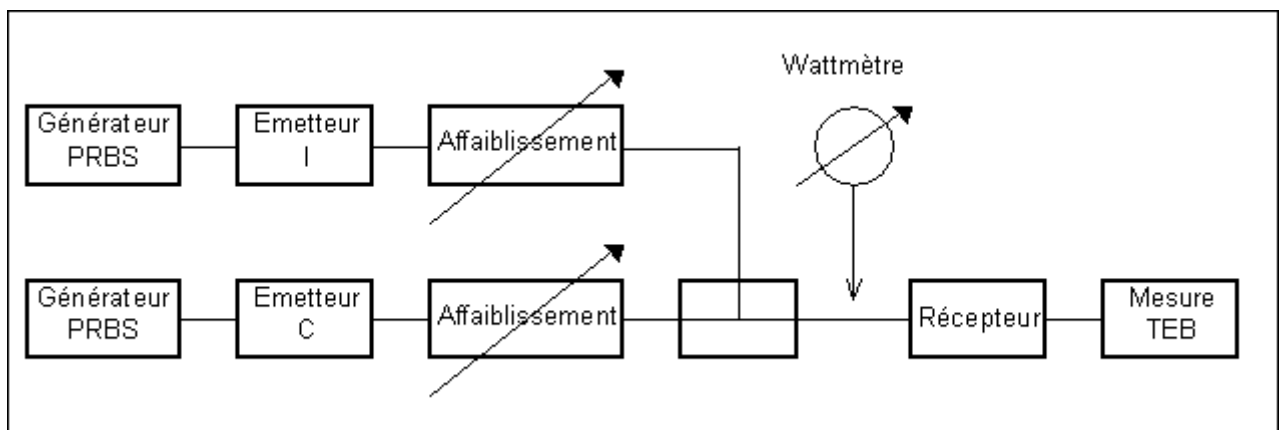 Wattmètre
Générateur
PRBS
Emetteur
I
Affaiblissement
Générateur
PRBS
Emetteur
C
Affaiblissement
Récepteur
Mesure
TEB